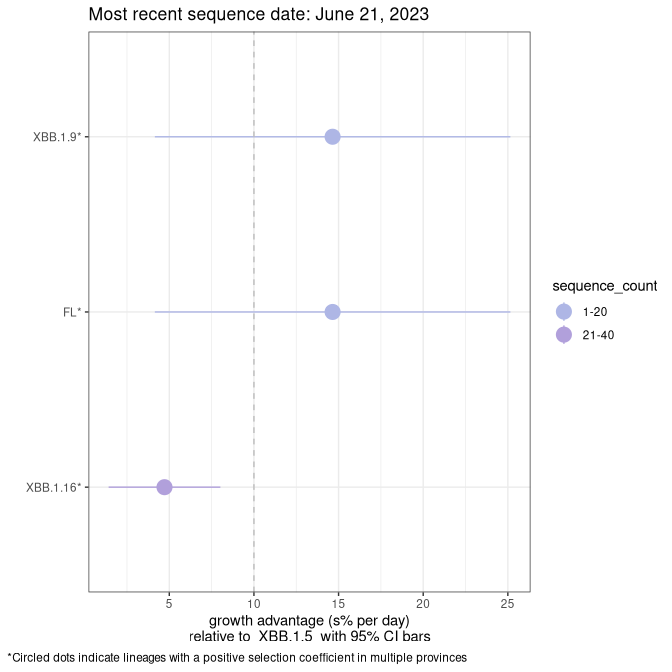 Most recent sequence date: June 21, 2023
XBB.1.9*
FL*
XBB.1.16*
sequence_count
1-20
21-40
5 10 15 20 25
growth advantage (s% per day)
relative to  XBB.1.5  with 95% CI bars
*Circled dots indicate lineages with a positive selection coefficient in multiple provinces